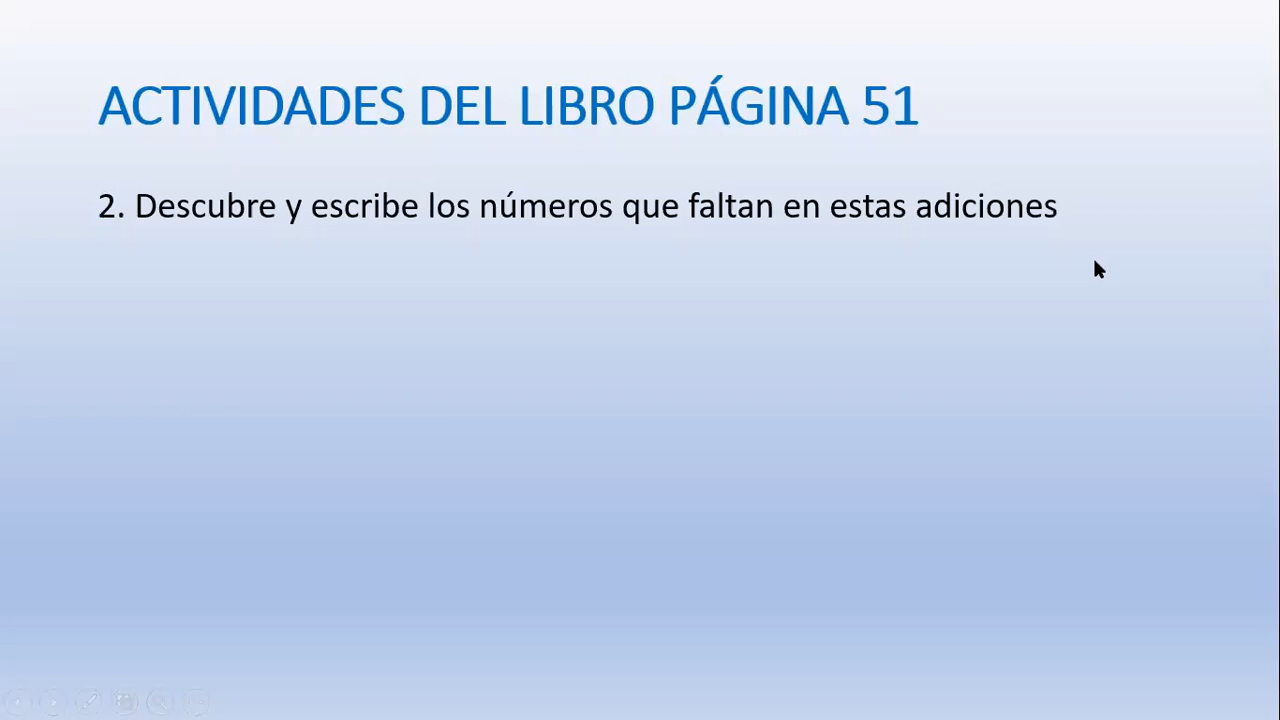 ACTIVIDADES DEL LIBRO PÁGINA 51
2. Descubre y escribe los números que faltan en estas adiciones